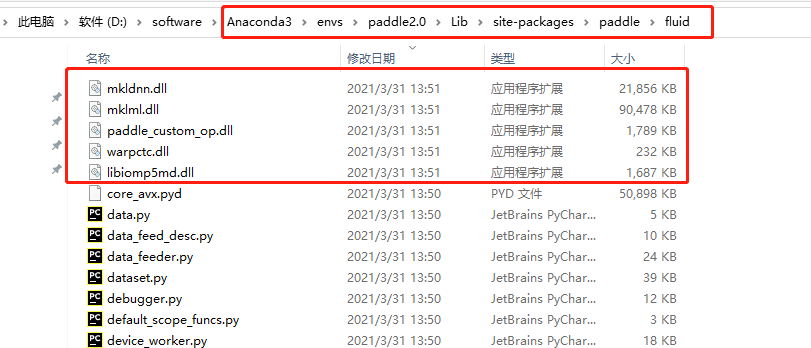 此电脑 › 软件 (D:) › software › Anaconda3 › envs › paddle2.0 › Lib › site-packages › paddle › fluid
名称 修改日期 类型 大小
mkldnn.dll 2021/3/31 13:51 应用程序扩展 21,856 KB
mklml.dll 2021/3/31 13:51 应用程序扩展 90,478 KB
paddle_custom_op.dll 2021/3/31 13:51 应用程序扩展 1,789 KB
warpctc.dll 2021/3/31 13:51 应用程序扩展 232 KB
libiomp5md.dll 2021/3/31 13:51 应用程序扩展 1,687 KB
core_avx.pyd 2021/3/31 13:50 PYD 文件 50,898 KB
data.py 2021/3/31 13:50 JetBrains PyChar... 5 KB
data_feed_desc.py 2021/3/31 13:50 JetBrains PyChar... 10 KB
data_feeder.py 2021/3/31 13:50 JetBrains PyChar... 24 KB
dataset.py 2021/3/31 13:50 JetBrains PyChar... 39 KB
debugger.py 2021/3/31 13:50 JetBrains PyChar... 12 KB
default_scope_funcs.py 2021/3/31 13:50 JetBrains PyChar... 3 KB
device_worker.py 2021/3/31 13:50 JetBrains PyChar... 18 KB